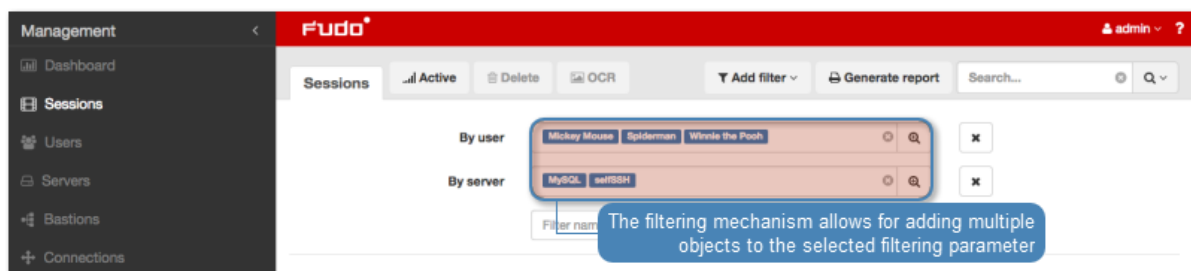 Management <
Fudo
admin
?
Dashboard
Sessions
Users
Servers
Bastions
Connections
Sessions
Active
Delete
OCR
Add filter
Generate report
Search...
By user
Mickey Mouse Spiderman Winnie the Pooh
By server
MySQL selfSSH
Filter nam
The filtering mechanism allows for adding multiple
objects to the selected filtering parameter